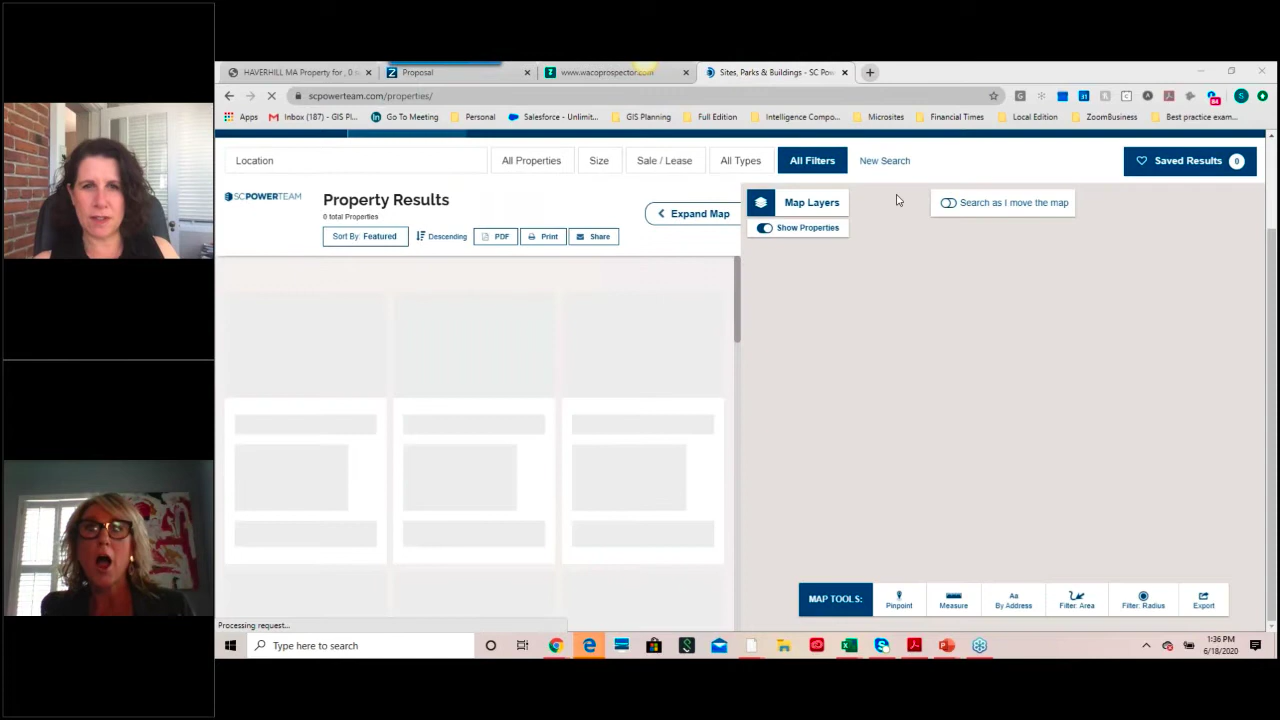 HAVERHILL MA Property for , 0 s
Proposal
www.wacoprospector.com
Sites, Parks & Buildings - SC Pow
scpowerteam.com/properties/
Apps
Inbox (187) - GIS Pl...
Go To Meeting
Personal
Salesforce - Unlimit...
GIS Planning
Full Edition
Intelligence Compo...
Microsites
Financial Times
Local Edition
ZoomBusiness
Best practice exam...
Location
All Properties
Size
Sale / Lease
All Types
All Filters
New Search
Saved Results 0
SCPOWERTEAM
Property Results
0 total Properties
Expand Map
Sort By: Featured
Descending
PDF
Print
Share
Map Layers
Show Properties
Search as I move the map
MAP TOOLS:
Pinpoint
Measure
Aa
By Address
Filter: Area
Filter: Radius
Export
Processing request...
Type here to search
1:36 PM
6/18/2020